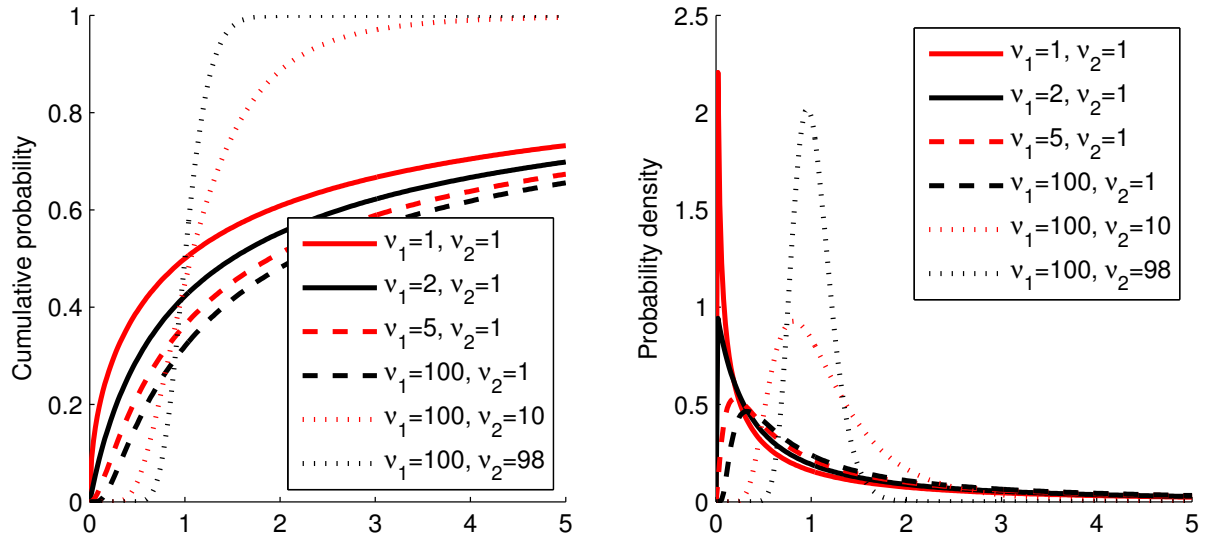 1
0.8
0.6
0.4
0.2
0
Cumulative probability
0 1 2 3 4 5
ν₁=1, ν₂=1
ν₁=2, ν₂=1
ν₁=5, ν₂=1
ν₁=100, ν₂=1
ν₁=100, ν₂=10
ν₁=100, ν₂=98
2.5
2
1.5
1
0.5
0
Probability density
0 1 2 3 4 5
ν₁=1, ν₂=1
ν₁=2, ν₂=1
ν₁=5, ν₂=1
ν₁=100, ν₂=1
ν₁=100, ν₂=10
ν₁=100, ν₂=98